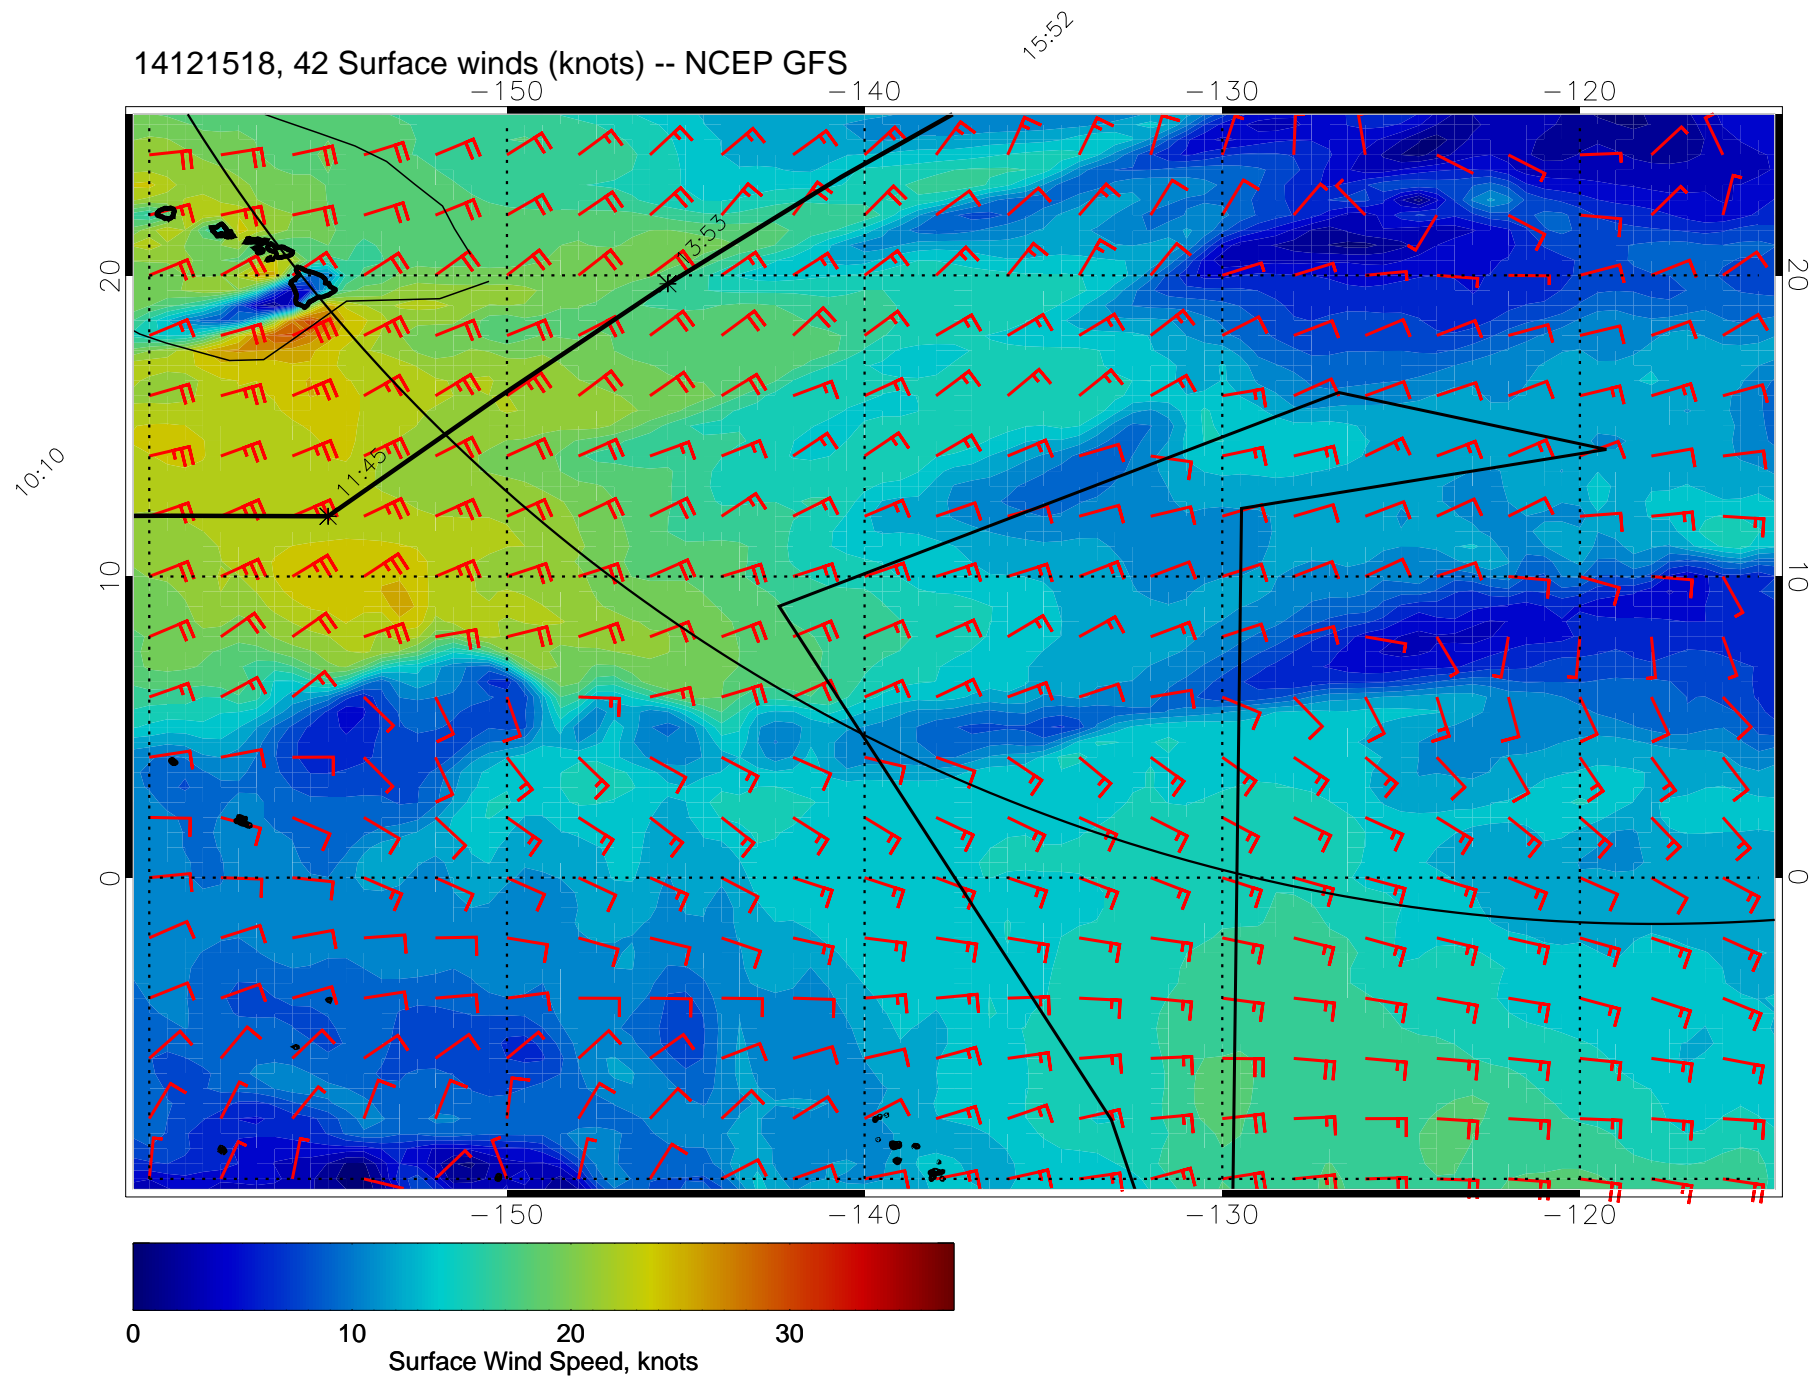 15:52
14121518, 42 Surface winds (knots) -- NCEP GFS
-150 -140 -130 -120
13:53
20 20
11:45
10:10
10 10
0 0
-150 -140 -130 -120
0 10 20 30
Surface Wind Speed, knots